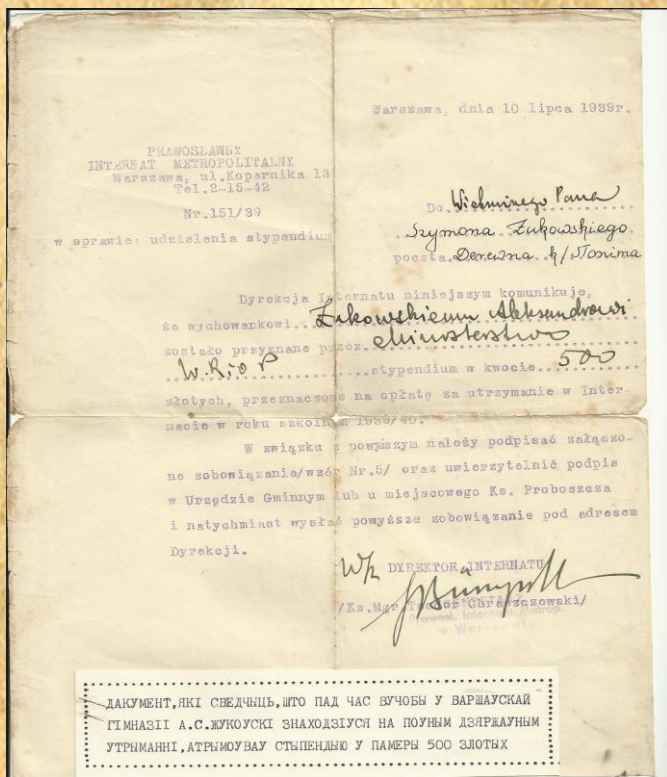 Warszawa, dnia 10 lipca 1939r.
PRAWOSŁAWNY
INTERNAT METROPOLITALNY
Warszawa, ul.Kopernika 13
Tel.2-15-42
Nr.151/39
w sprawie: udzielenia stypendium
Do Wielmożnego Pana
Szymona Żukowskiego
poczta Derewna k/Słonima
Dyrekcja Internatu niniejszym komunikuje,
że wychowankowi Żukowskiemu Aleksandrowi
zostało przyznane przez Ministerstwo
W.R.i O.P stypendium w kwocie 500
złotych, przeznaczone na opłatę za utrzymanie w Inter-
nacie w roku szkolnym 1939/40.
W związku z powyższym należy podpisać załączo-
ne zobowiązania/wzór Nr.5/ oraz uwierzytelnić podpis
w Urzędzie Gminnym lub u miejscowego Ks. Proboszcza
i natychmiast wysłać powyższe zobowiązanie pod adresem
Dyrekcji.
DYREKTOR INTERNATU
/Ks.Mgr.Teodor Chraszczowski/
w Warszawie
ДАКУМЕНТ,ЯКІ СВЕДЧЫЦЬ,ШТО ПАД ЧАС ВУЧОБЫ У ВАРШАУСКАЙ
ГІМНАЗІІ А.С.ЖУКОУСКІ ЗНАХОДЗІУСЯ НА ПОУНЫМ ДЗЯРЖАУНЫМ
УТРЫМАННІ,АТРЫМОУВАУ СТЫПЕНДЫЮ У ПАМЕРЫ 500 ЗЛОТЫХ